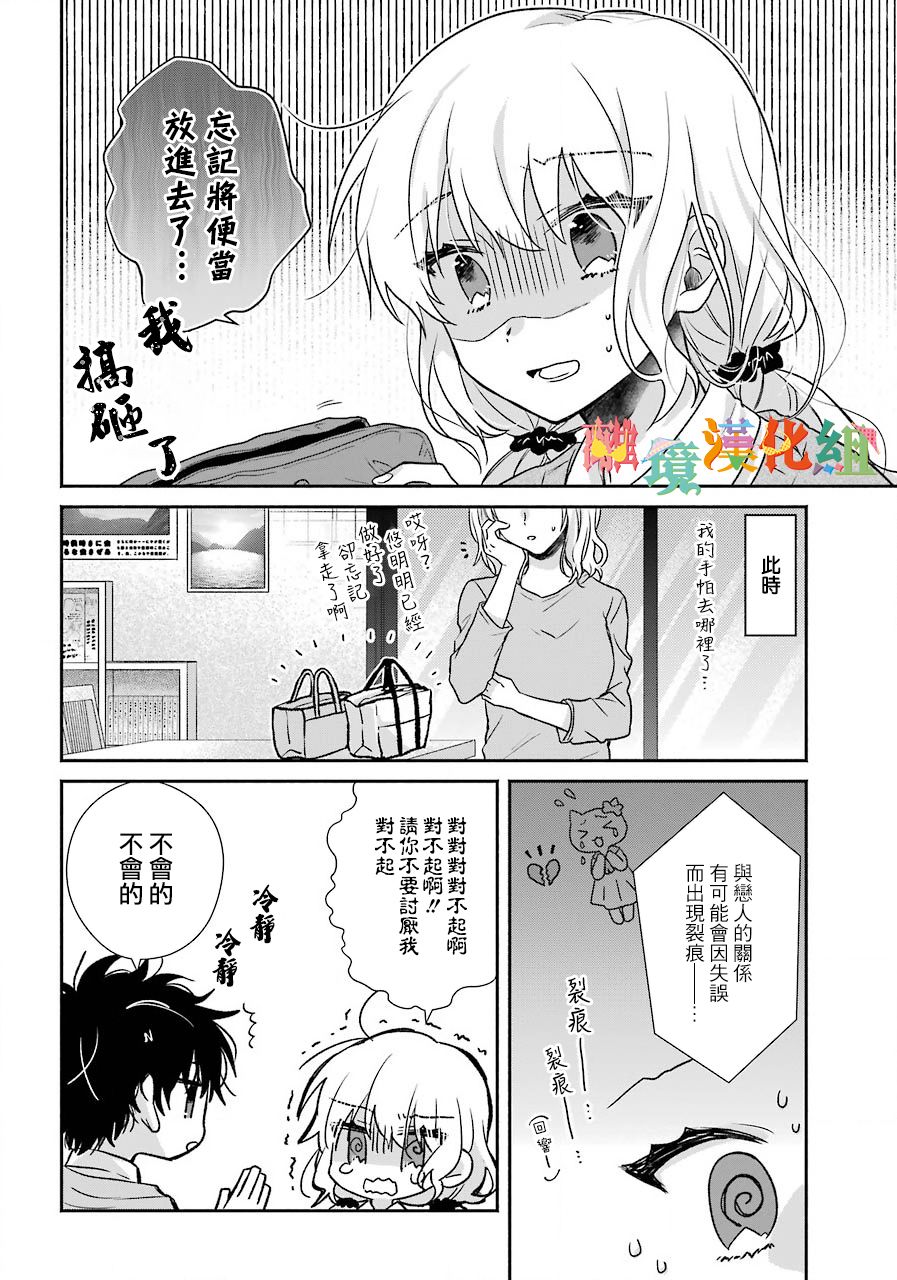 忘記將便當
放進去了…
我
搞砸了
雌雄
境漢化組
此時
我的手帕去哪裡了…
哎呀？
悠明明已經
做好了
卻忘記
拿走了啊
與戀人的關係
有可能會因失誤
而出現裂痕
——…
裂痕——…
裂痕——…
（回響～）
對對對對不起啊
對不起啊!!
請你不要討厭我
對不起
冷靜
冷靜
不會的
不會的